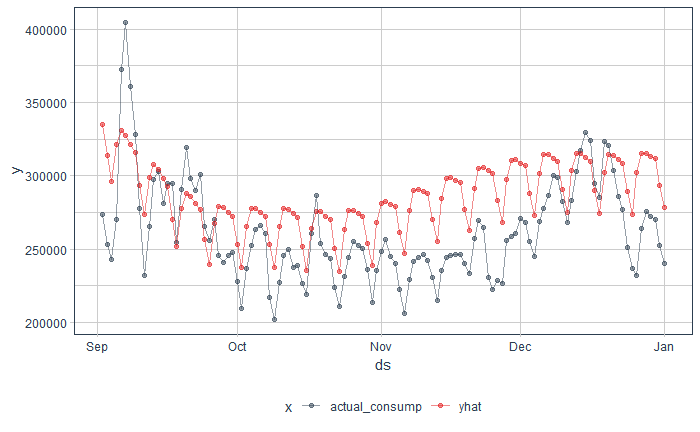 400000
350000
300000
250000
200000
y
Sep
Oct
Nov
Dec
Jan
ds
x
actual_consump
yhat